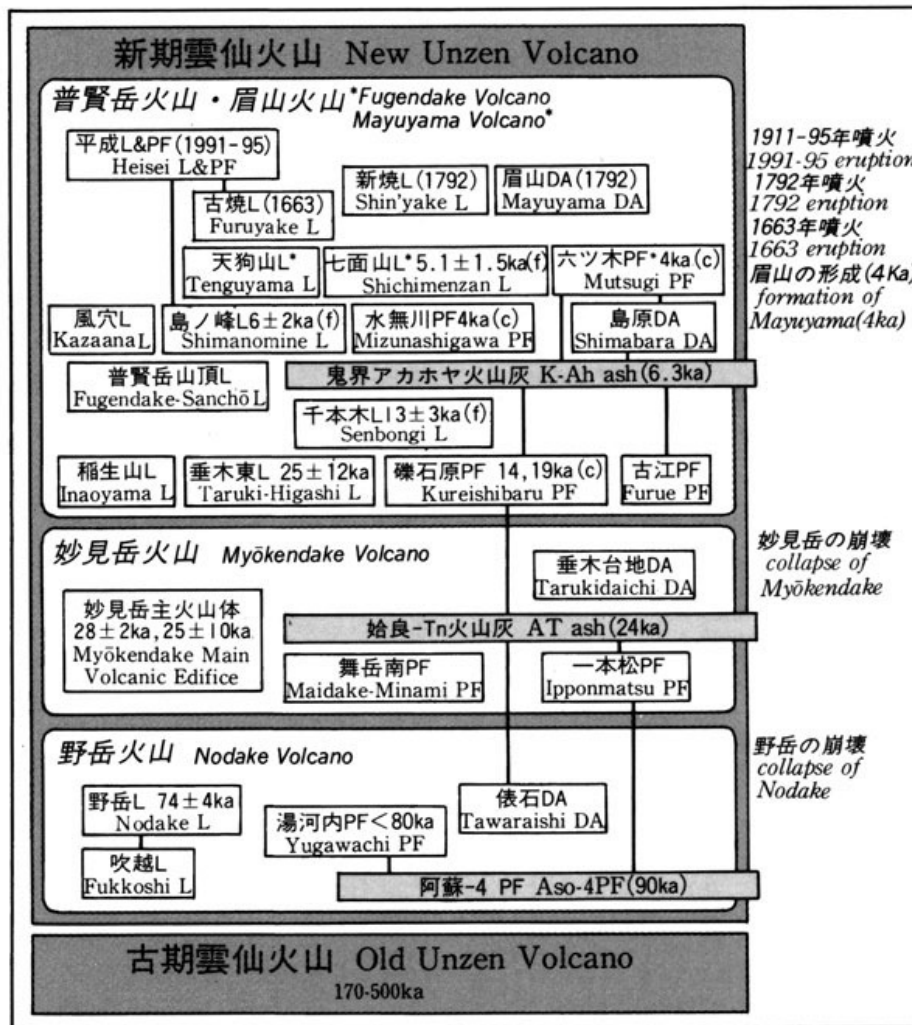 新期雲仙火山 New Unzen Volcano
普賢岳火山・眉山火山*Fugendake Volcano
Mayuyama Volcano*
平成L&PF(1991-95)
Heisei L&PF
古焼L(1663)
Furuyake L
新焼L(1792)
Shin'yake L
眉山DA(1792)
Mayuyama DA
天狗山L*
Tenguyama L
七面山L*5.1±1.5ka(f)
Shichimenzan L
六ツ木PF*4ka(c)
Mutsugi PF
風穴L
Kazaana L
島ノ峰L6±2ka(f)
Shimanomine L
水無川PF4ka(c)
Mizunashigawa PF
島原DA
Shimabara DA
普賢岳山頂L
Fugendake-Sanchō L
鬼界アカホヤ火山灰 K-Ah ash(6.3ka)
千本木L13±3ka(f)
Senbongi L
稲生山L
Inaoyama L
垂木東L 25±12ka
Taruki-Higashi L
礫石原PF 14,19ka(c)
Kureishibaru PF
古江PF
Furue PF
1911-95年噴火
1991-95 eruption
1792年噴火
1792 eruption
1663年噴火
1663 eruption
眉山の形成(4Ka)
formation of
Mayuyama(4ka)
妙見岳火山 Myōkendake Volcano
垂木台地DA
Tarukidaichi DA
妙見岳主火山体
28±2ka, 25±10ka
Myōkendake Main
Volcanic Edifice
姶良-Tn火山灰 AT ash(24ka)
舞岳南PF
Maidake-Minami PF
一本松PF
Ipponmatsu PF
妙見岳の崩壊
collapse of
Myōkendake
野岳火山 Nodake Volcano
野岳L 74±4ka
Nodake L
吹越L
Fukkoshi L
湯河内PF<80ka
Yugawachi PF
俵石DA
Tawaraishi DA
阿蘇-4 PF Aso-4PF(90ka)
野岳の崩壊
collapse of
Nodake
古期雲仙火山 Old Unzen Volcano
170-500ka